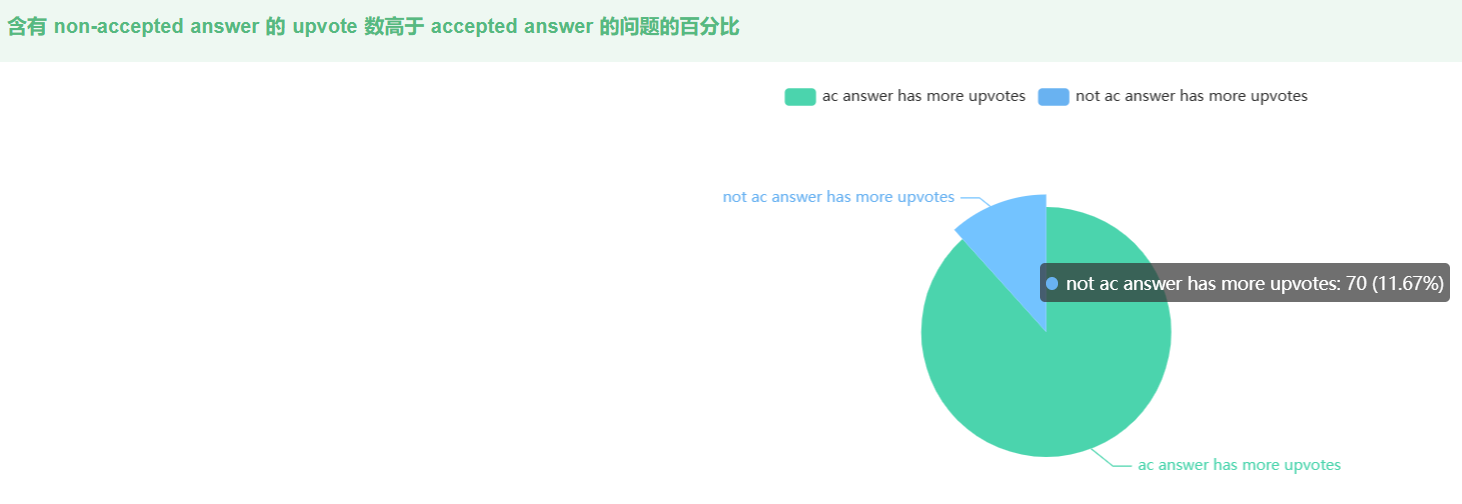 含有 non-accepted answer 的 upvote 数高于 accepted answer 的问题的百分比
ac answer has more upvotes
not ac answer has more upvotes
not ac answer has more upvotes
not ac answer has more upvotes: 70 (11.67%)
ac answer has more upvotes